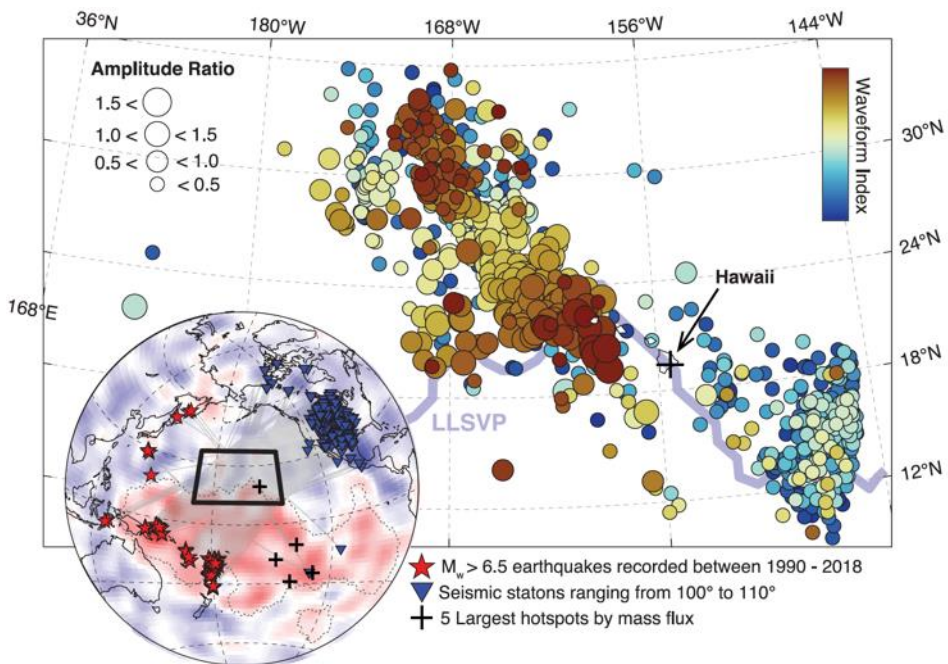 36°N 180°W 168°W 156°W 144°W
Amplitude Ratio
1.5 <
1.0 < < 1.5
0.5 < < 1.0
< 0.5
Waveform Index
30°N
24°N
Hawaii
168°E
18°N
LLSVP
12°N
Mw > 6.5 earthquakes recorded between 1990 - 2018
Seismic statons ranging from 100° to 110°
5 Largest hotspots by mass flux